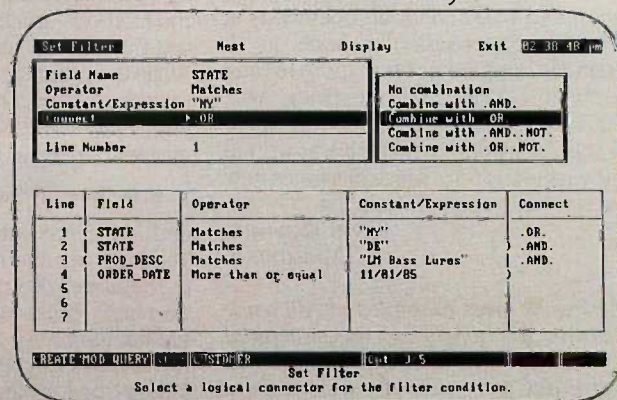 Set Filter Nest Display Exit 02 38 48 pm
Field Name STATE
Operator Matches
Constant/Expression "NY"
Connect .OR.
Line Number 1
No combination
Combine with .AND.
Combine with .OR.
Combine with .AND..NOT.
Combine with .OR..NOT.
Line Field Operator Constant/Expression Connect
1 ( STATE Matches "NY" .OR.
2 STATE Matches "DE" ) .AND.
3 ( PROD_DESC Matches "LM Bass Lures" .AND.
4 ORDER_DATE More than or equal 11/01/85 )
5
6
7
CREATE MOD QUERY CUSTOMER Opt 3/5
Set Filter
Select a logical connector for the filter condition.